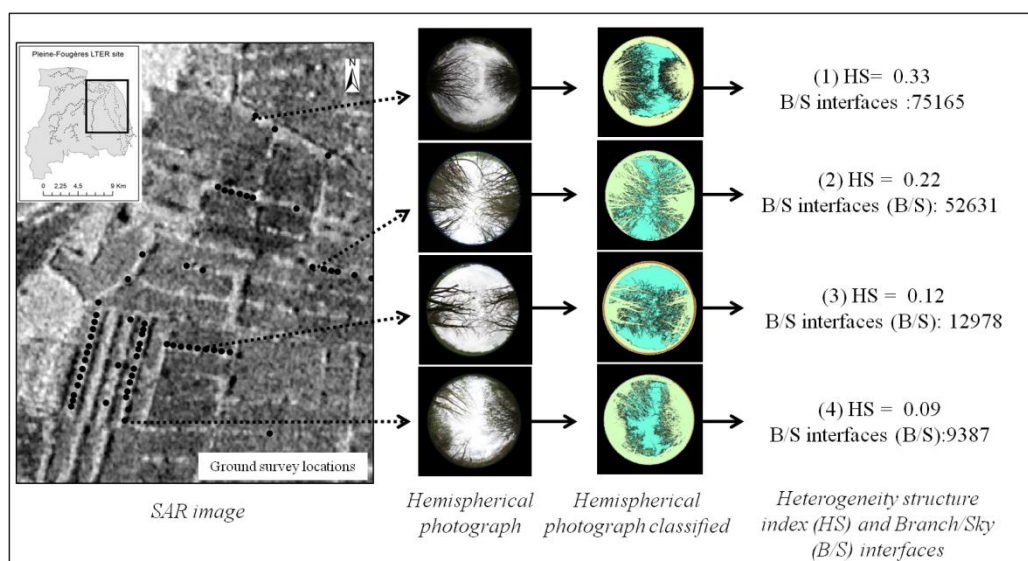 Pleine-Fougères LTER site
N
0 2,25 4,5 9 Km
Ground survey locations
SAR image
Hemispherical
photograph
Hemispherical
photograph classified
(1) HS= 0.33
B/S interfaces :75165
(2) HS = 0.22
B/S interfaces (B/S): 52631
(3) HS = 0.12
B/S interfaces (B/S): 12978
(4) HS = 0.09
B/S interfaces (B/S):9387
Heterogeneity structure
index (HS) and Branch/Sky
(B/S) interfaces